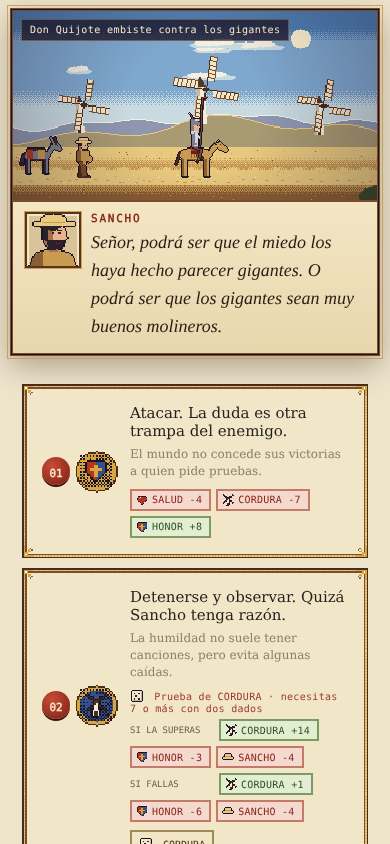 Don Quijote embiste contra los gigantes
SANCHO
Señor, podrá ser que el miedo los
haya hecho parecer gigantes. O
podrá ser que los gigantes sean muy
buenos molineros.
01
Atacar. La duda es otra
trampa del enemigo.
El mundo no concede sus victorias
a quien pide pruebas.
SALUD -4 CORDURA -7
HONOR +8
02
Detenerse y observar. Quizá
Sancho tenga razón.
La humildad no suele tener
canciones, pero evita algunas
caídas.
Prueba de CORDURA · necesitas
7 o más con dos dados
SI LA SUPERAS CORDURA +14
HONOR -3 SANCHO -4
SI FALLAS CORDURA +1
HONOR -6 SANCHO -4
CORDURA